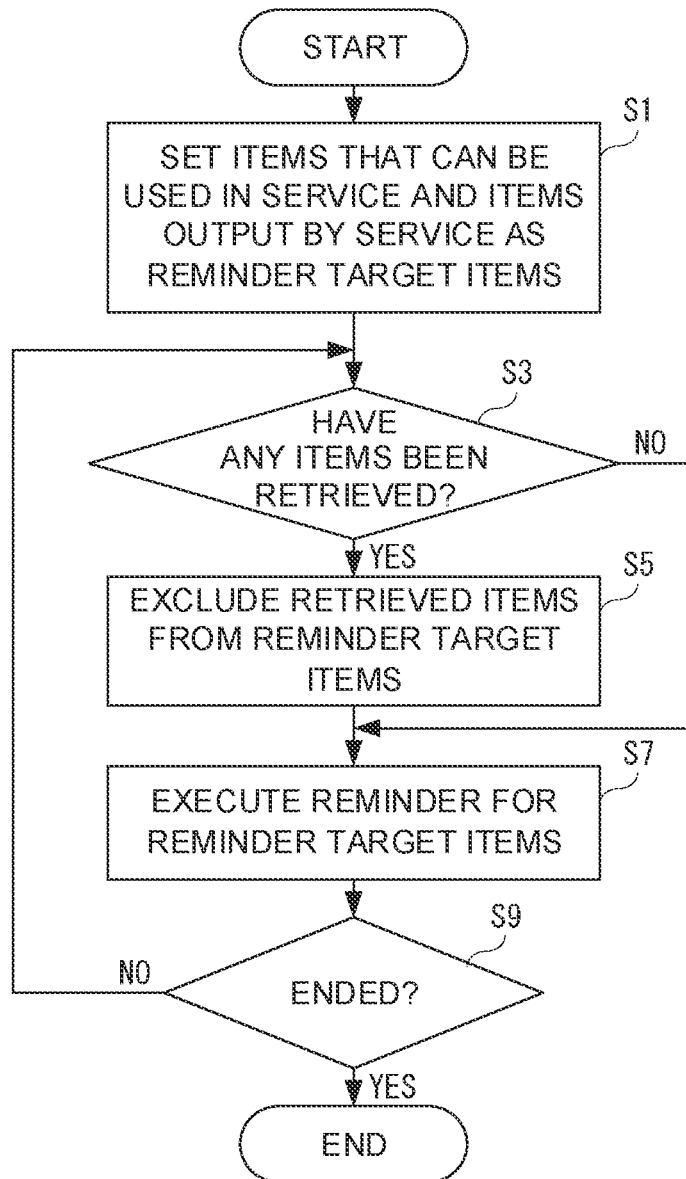 START
S1
SET ITEMS THAT CAN BE
USED IN SERVICE AND ITEMS
OUTPUT BY SERVICE AS
REMINDER TARGET ITEMS
S3
HAVE
ANY ITEMS BEEN
RETRIEVED?
NO
YES
S5
EXCLUDE RETRIEVED ITEMS
FROM REMINDER TARGET
ITEMS
S7
EXECUTE REMINDER FOR
REMINDER TARGET ITEMS
S9
NO
ENDED?
YES
END